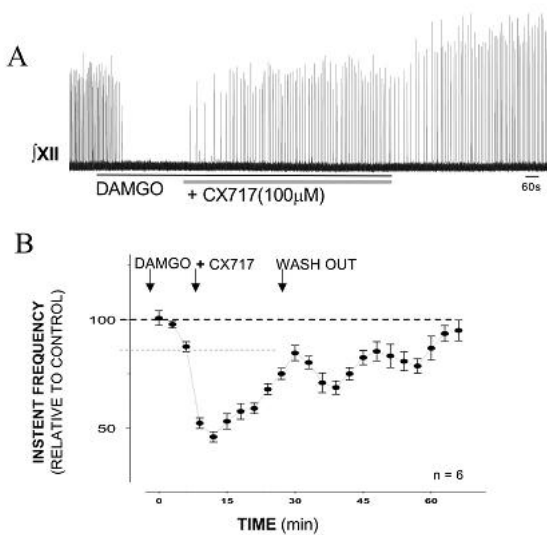 A
∫XII
DAMGO
+ CX717(100μM)
60s
B
DAMGO + CX717 WASH OUT
100
50
INSTENT FREQUENCY
(RELATIVE TO CONTROL)
n = 6
0 15 30 45 60
TIME (min)